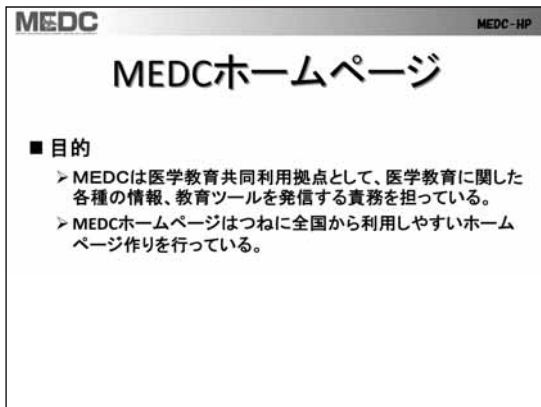 MEDC
MEDC-HP
MEDCホームページ
■ 目的
➢ MEDCは医学教育共同利用拠点として、医学教育に関した
各種の情報、教育ツールを発信する責務を担っている。
➢ MEDCホームページはつねに全国から利用しやすいホーム
ページ作りを行っている。